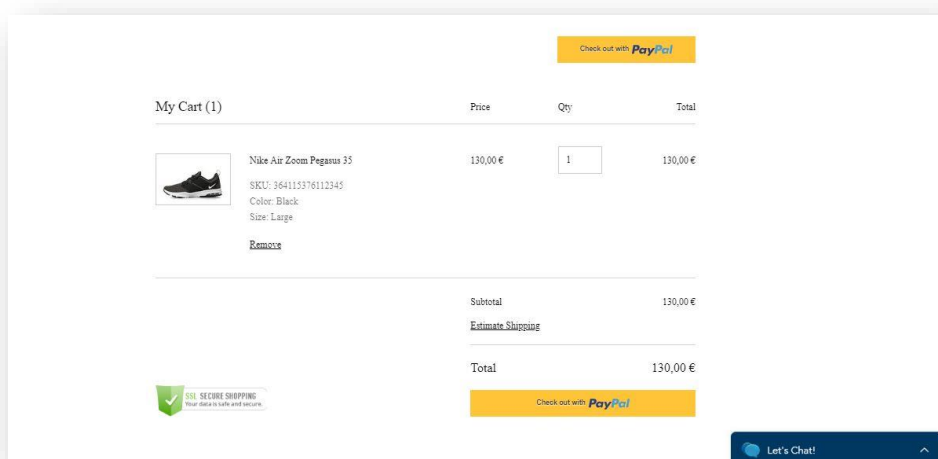 Check out with PayPal
My Cart (1) Price Qty Total
Nike Air Zoom Pegasus 35 130,00 € 1 130,00 €
SKU: 364115376112345
Color: Black
Size: Large
Remove
Subtotal 130,00 €
Estimate Shipping
Total 130,00 €
SSL SECURE SHOPPING
Your data is safe and secure.
Check out with PayPal
Let's Chat!